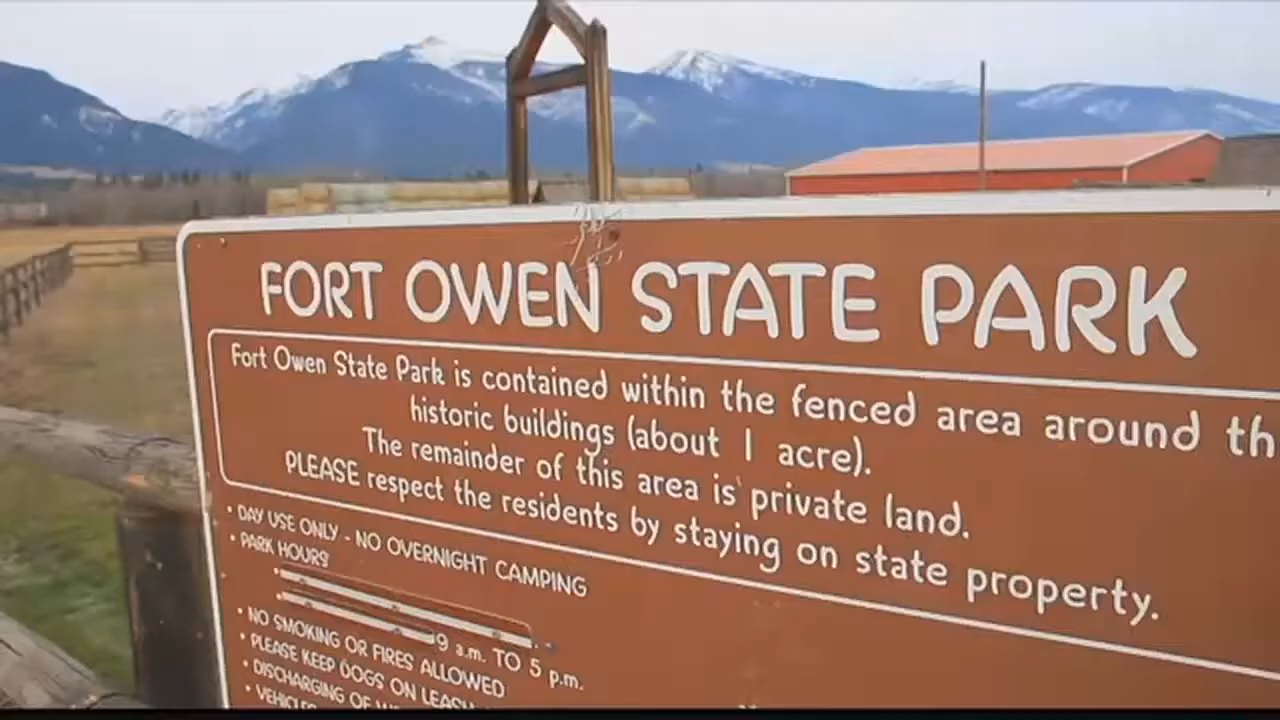 FORT OWEN STATE PARK
Fort Owen State Park is contained within the fenced area around
historic buildings (about 1 acre).
The remainder of this area is private land.
PLEASE respect the residents by staying on state property.
• DAY USE ONLY - NO OVERNIGHT CAMPING
• PARK HOURS
9 a.m. TO 5 p.m.
• NO SMOKING OR FIRES ALLOWED
• PLEASE KEEP DOGS ON LEASH
• DISCHARGING OF